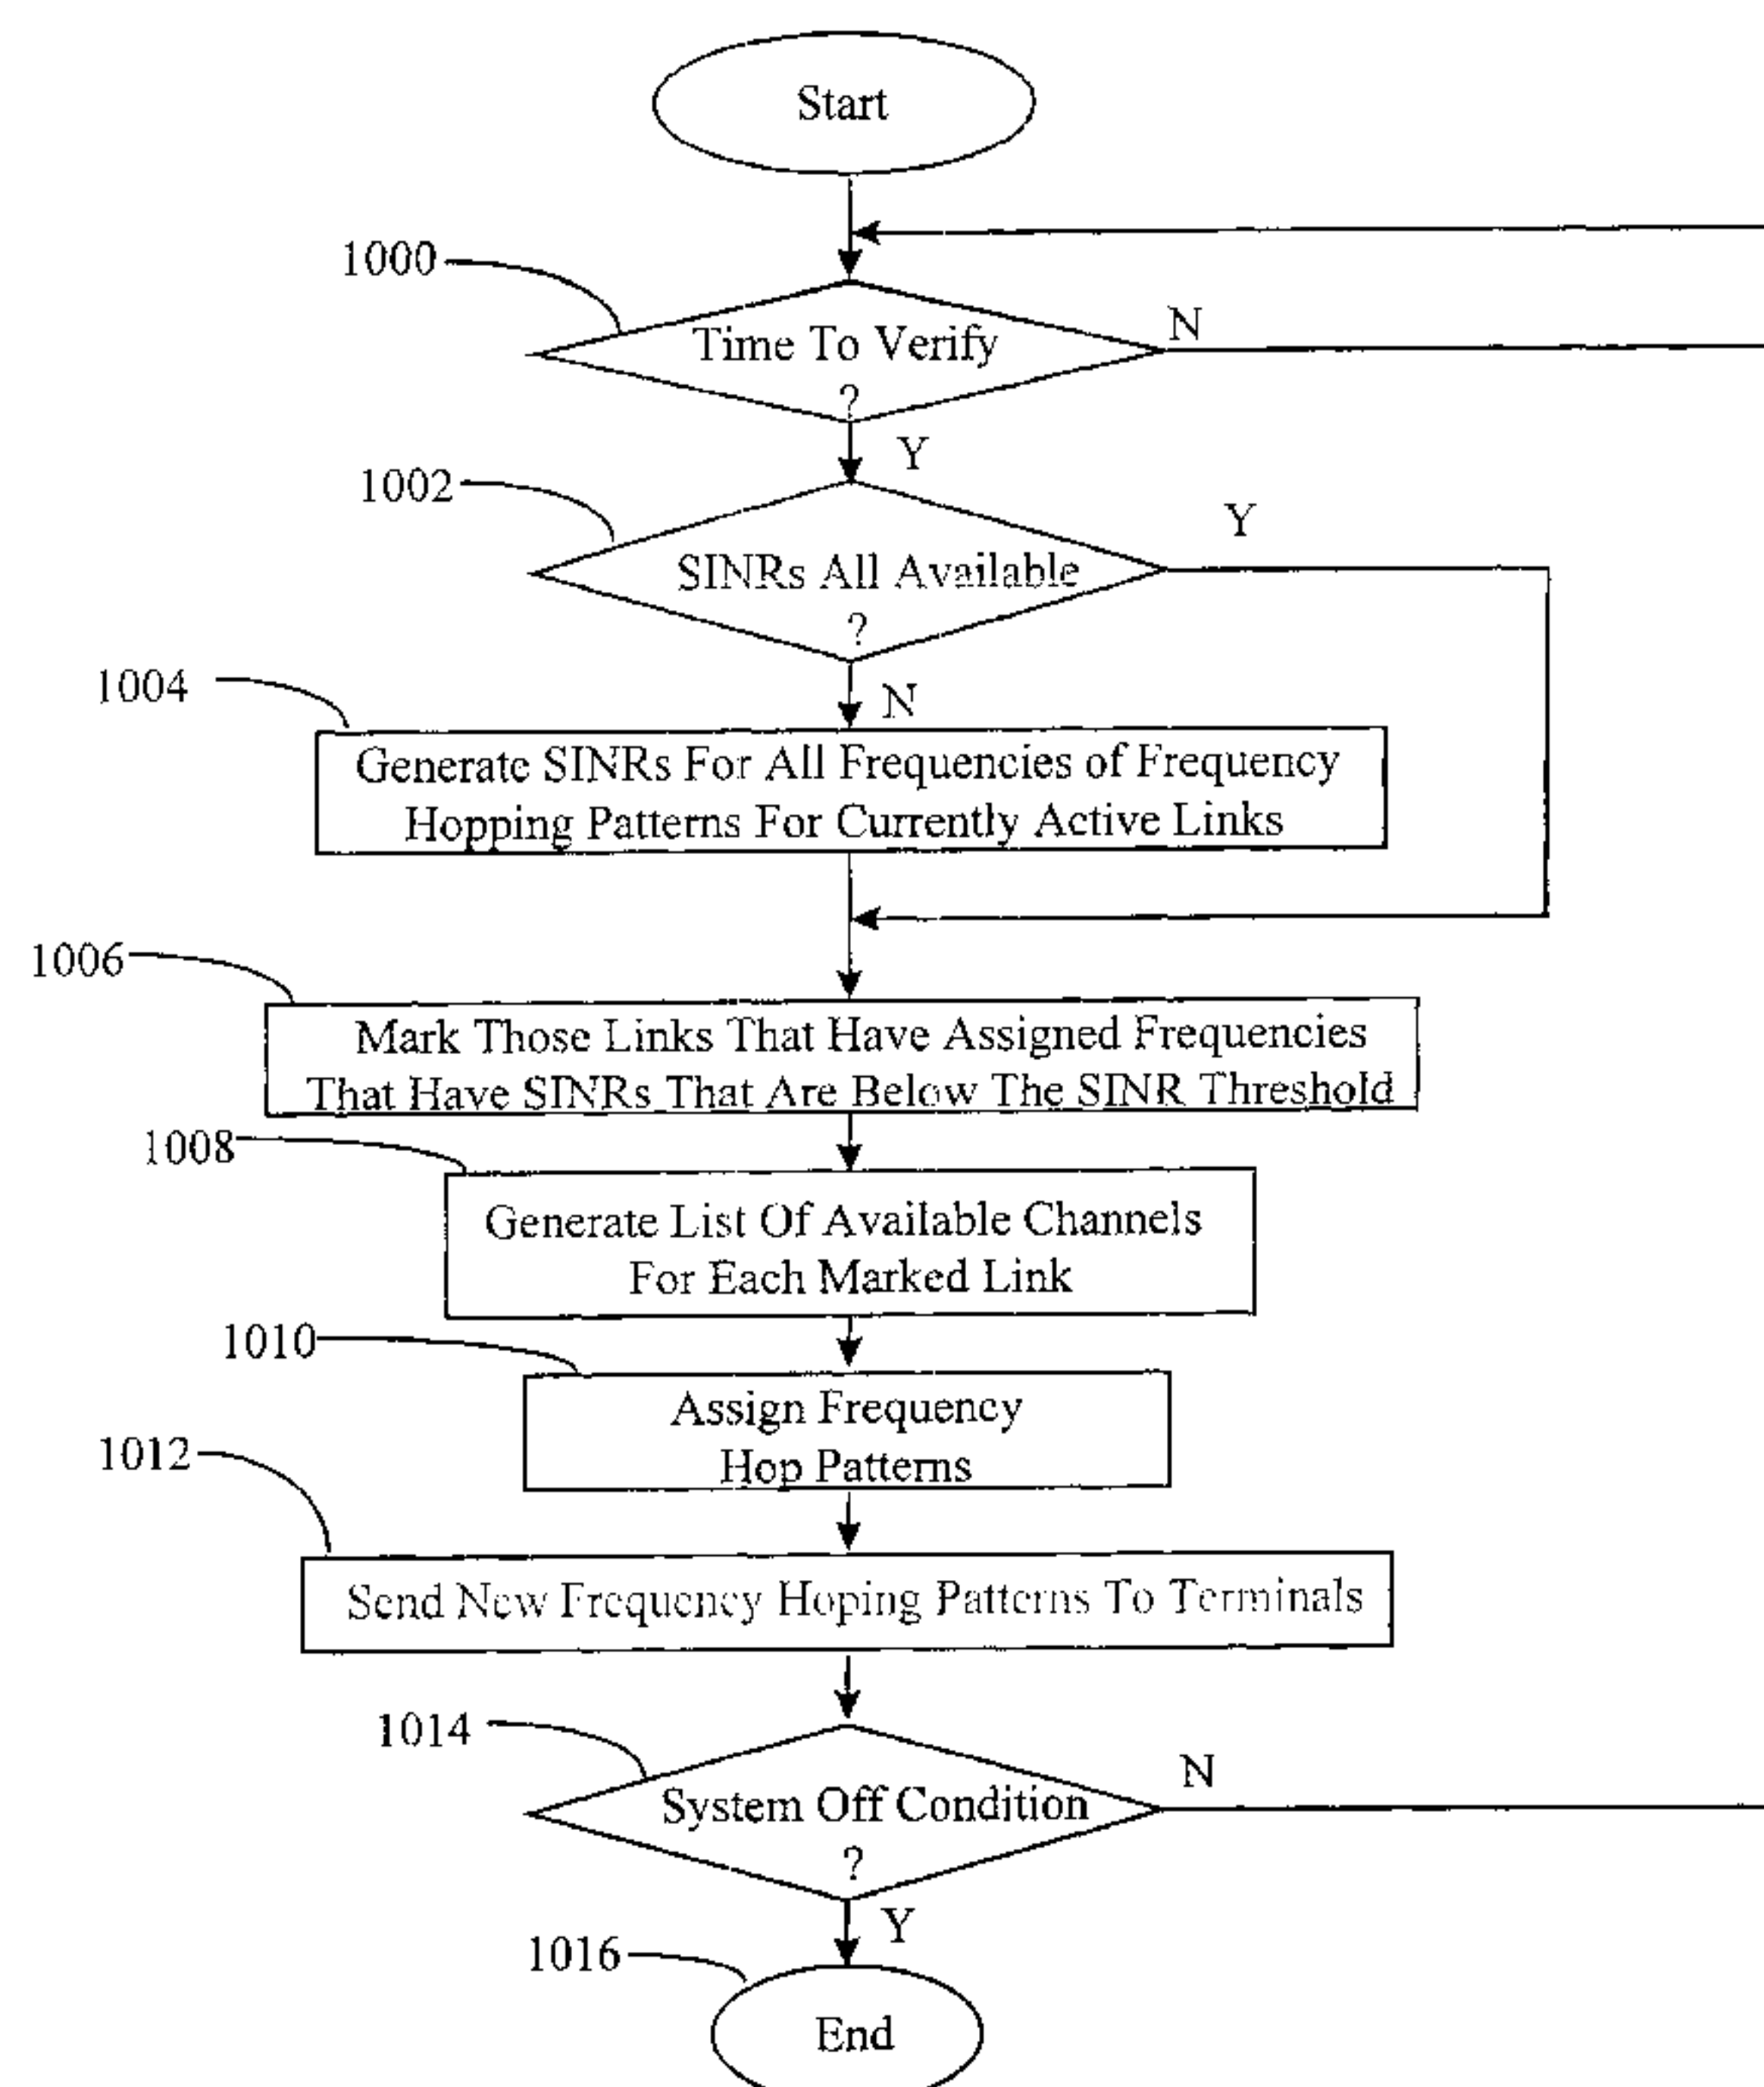 Start
1000
Time To Verify
?
N
Y
1002
SINRs All Available
?
Y
N
1004
Generate SINRs For All Frequencies of Frequency
Hopping Patterns For Currently Active Links
1006
Mark Those Links That Have Assigned Frequencies
That Have SINRs That Are Below The SINR Threshold
1008
Generate List Of Available Channels
For Each Marked Link
1010
Assign Frequency
Hop Patterns
1012
Send New Frequency Hoping Patterns To Terminals
1014
System Off Condition
?
N
Y
1016
End